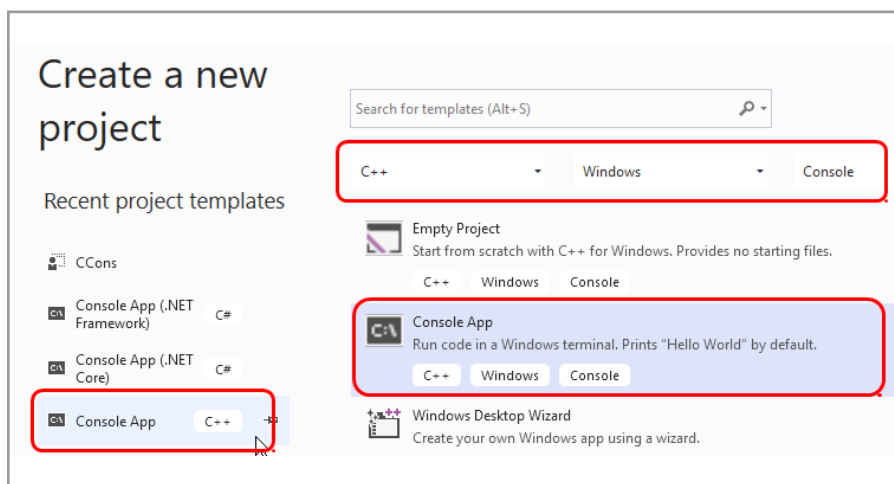 Create a new
project
Recent project templates
CCons
Console App (.NET
Framework)
C#
Console App (.NET
Core)
C#
Console App
C++
Search for templates (Alt+S)
C++
Windows
Console
Empty Project
Start from scratch with C++ for Windows. Provides no starting files.
C++
Windows
Console
C:\
Console App
Run code in a Windows terminal. Prints "Hello World" by default.
C++
Windows
Console
Windows Desktop Wizard
Create your own Windows app using a wizard.